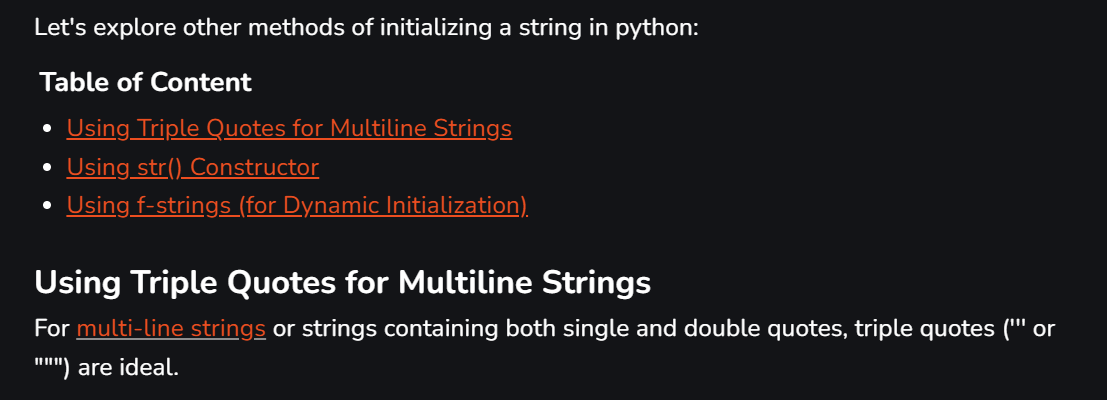 Let's explore other methods of initializing a string in python:
Table of Content
• Using Triple Quotes for Multiline Strings
• Using str() Constructor
• Using f-strings (for Dynamic Initialization)
Using Triple Quotes for Multiline Strings
For multi-line strings or strings containing both single and double quotes, triple quotes (''' or
""") are ideal.